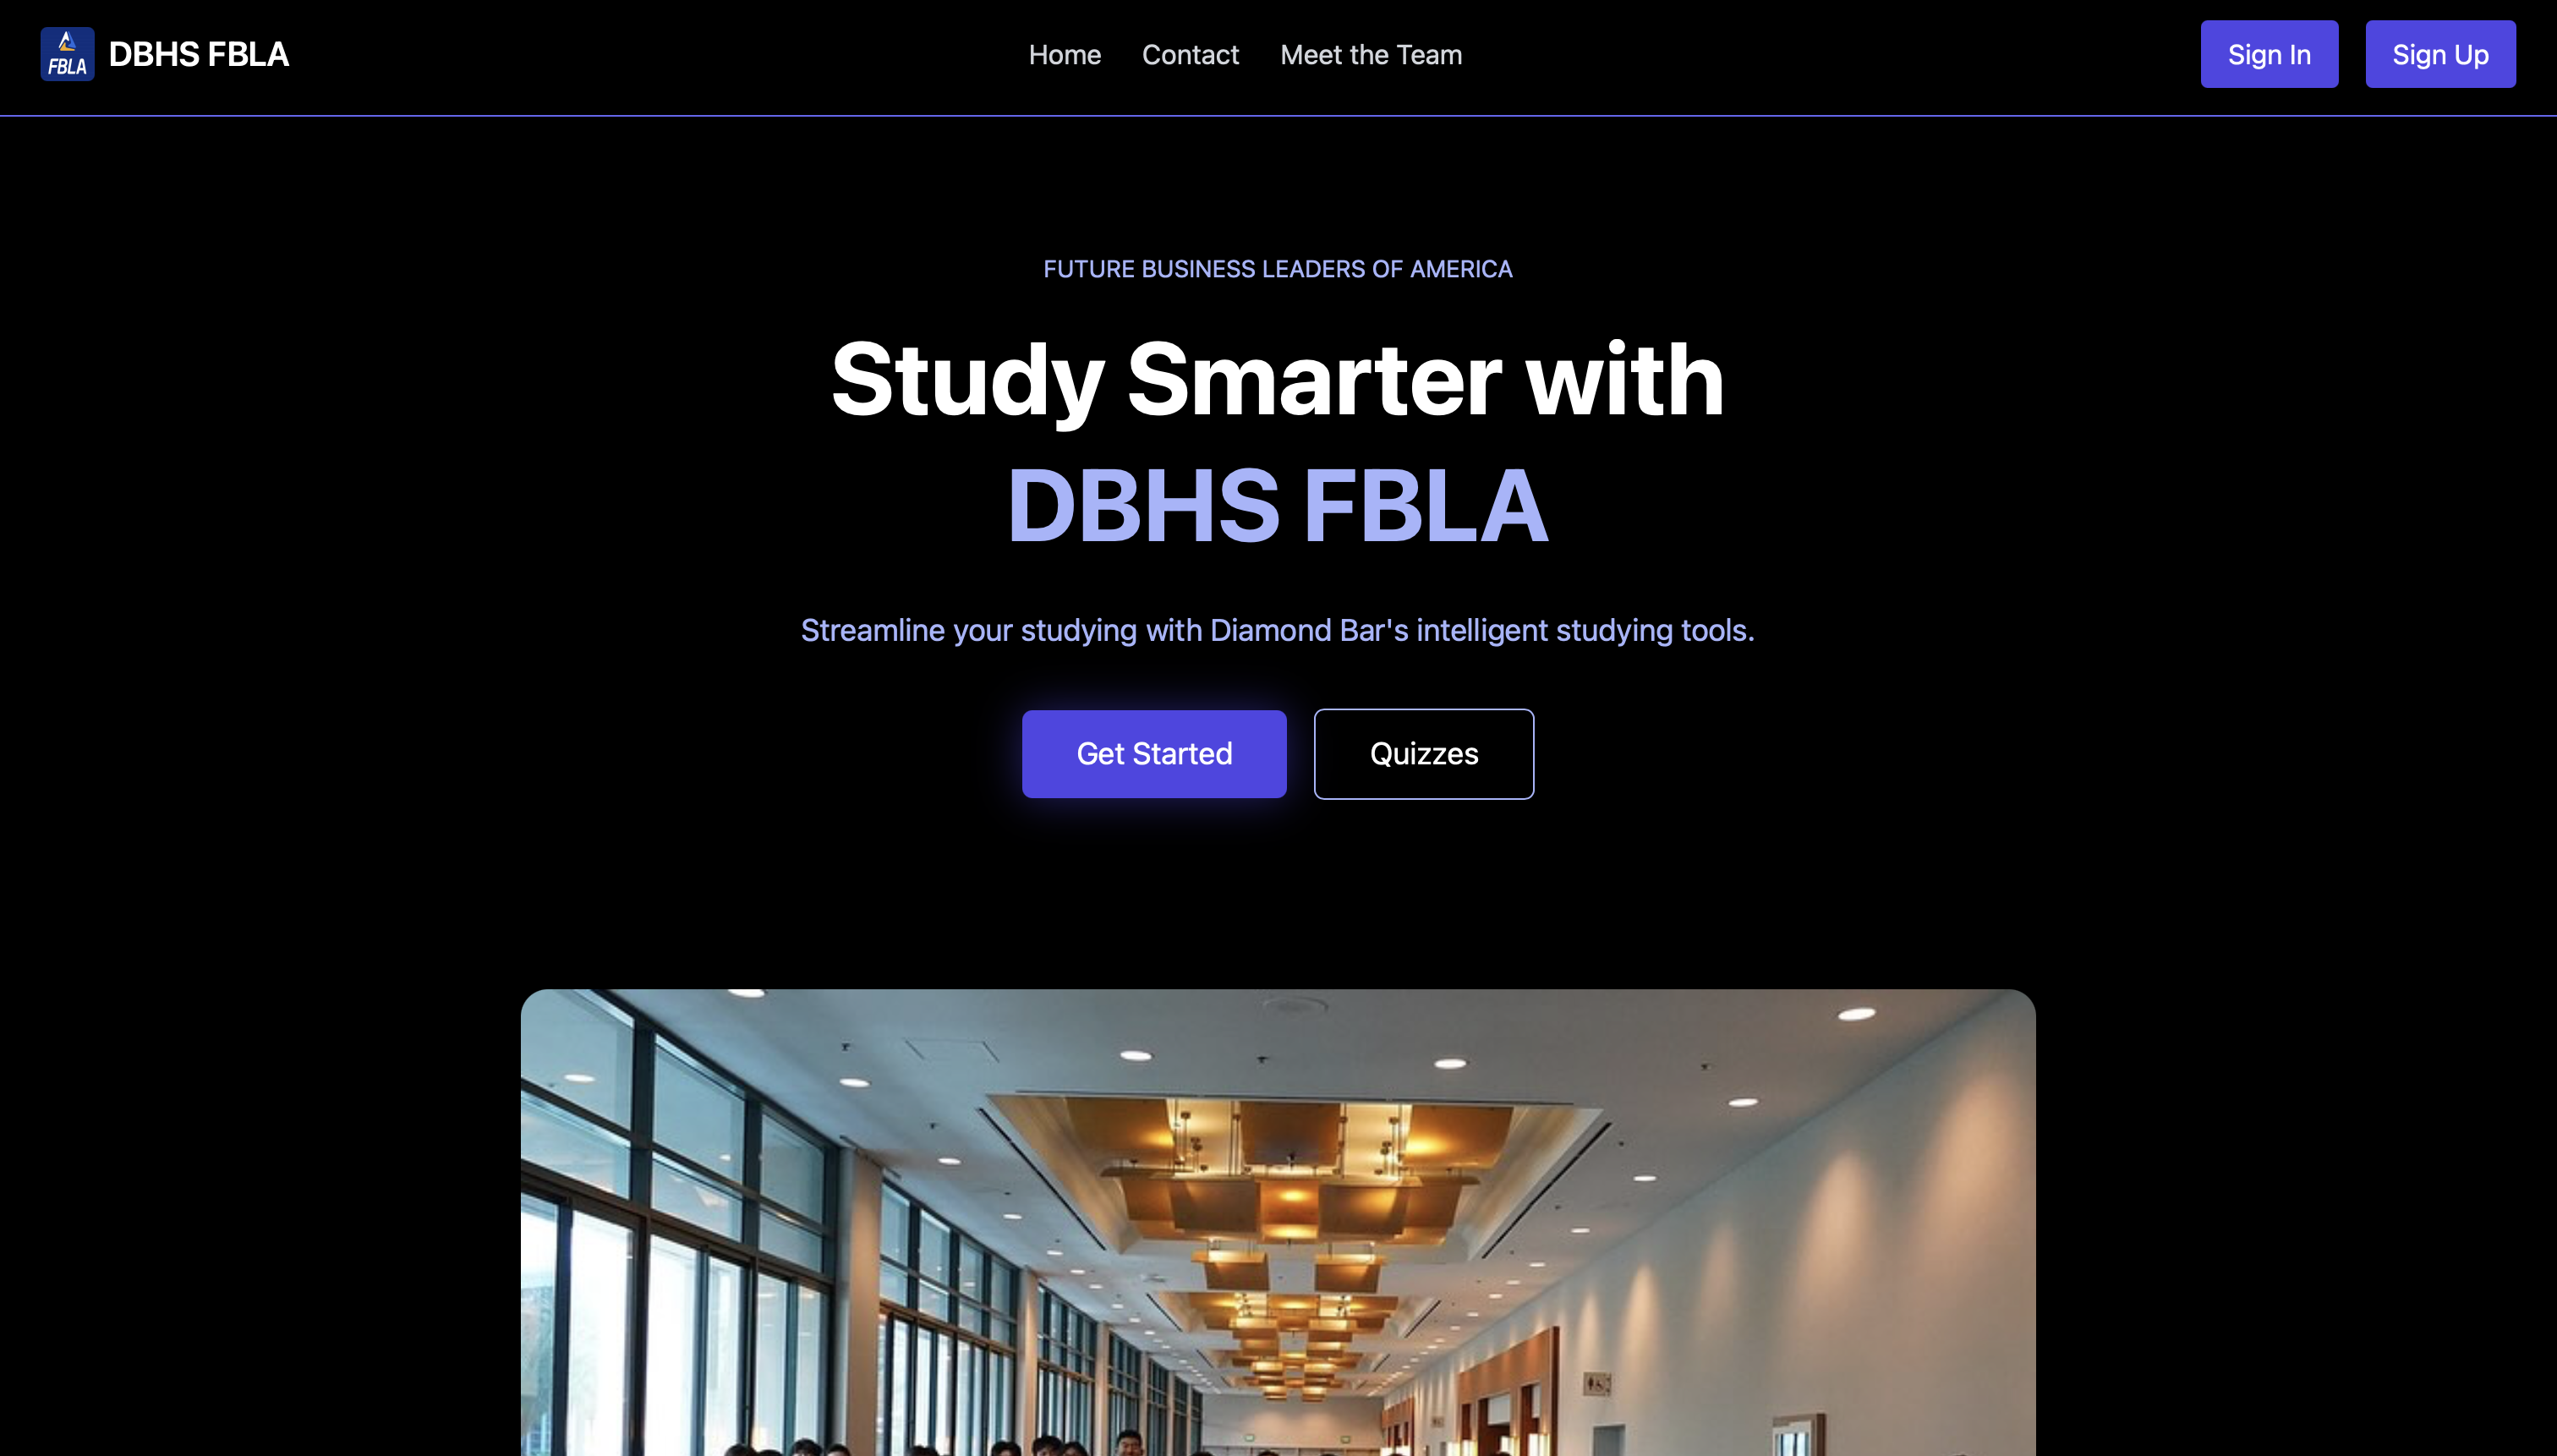 FBLA
DBHS FBLA
Home
Contact
Meet the Team
Sign In
Sign Up
FUTURE BUSINESS LEADERS OF AMERICA
Study Smarter with
DBHS FBLA
Streamline your studying with Diamond Bar's intelligent studying tools.
Get Started
Quizzes